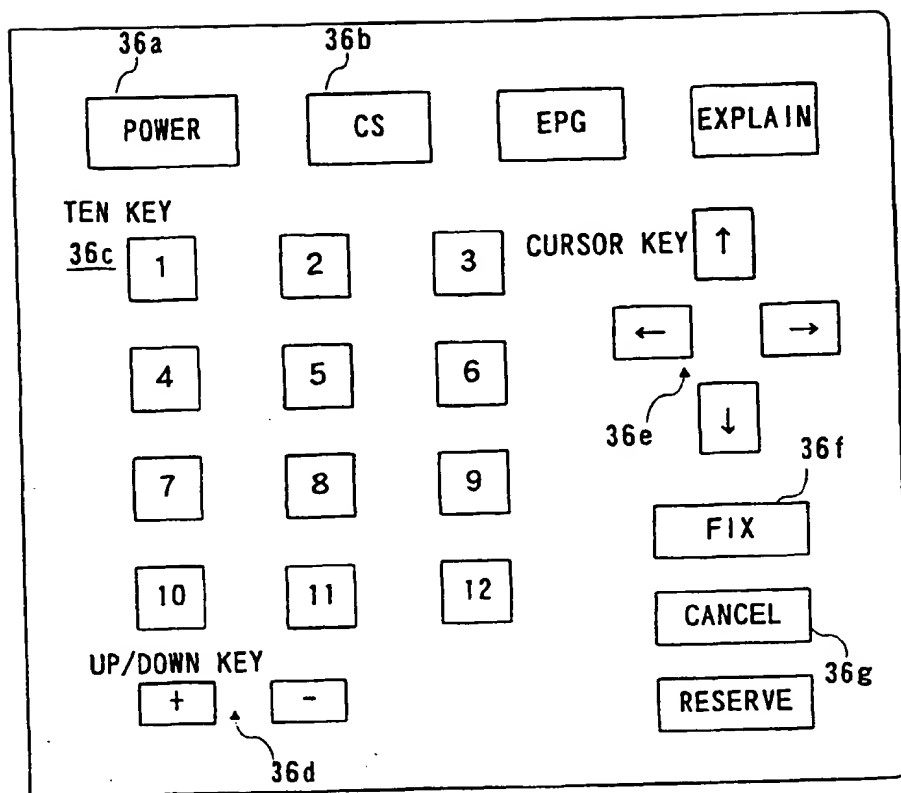 36a 36b
POWER CS EPG EXPLAIN
TEN KEY
36c 1 2 3 CURSOR KEY ↑
← →
4 5 6
36e ↓
36f
7 8 9
FIX
10 11 12
CANCEL
UP/DOWN KEY
36g
+ - RESERVE
36d